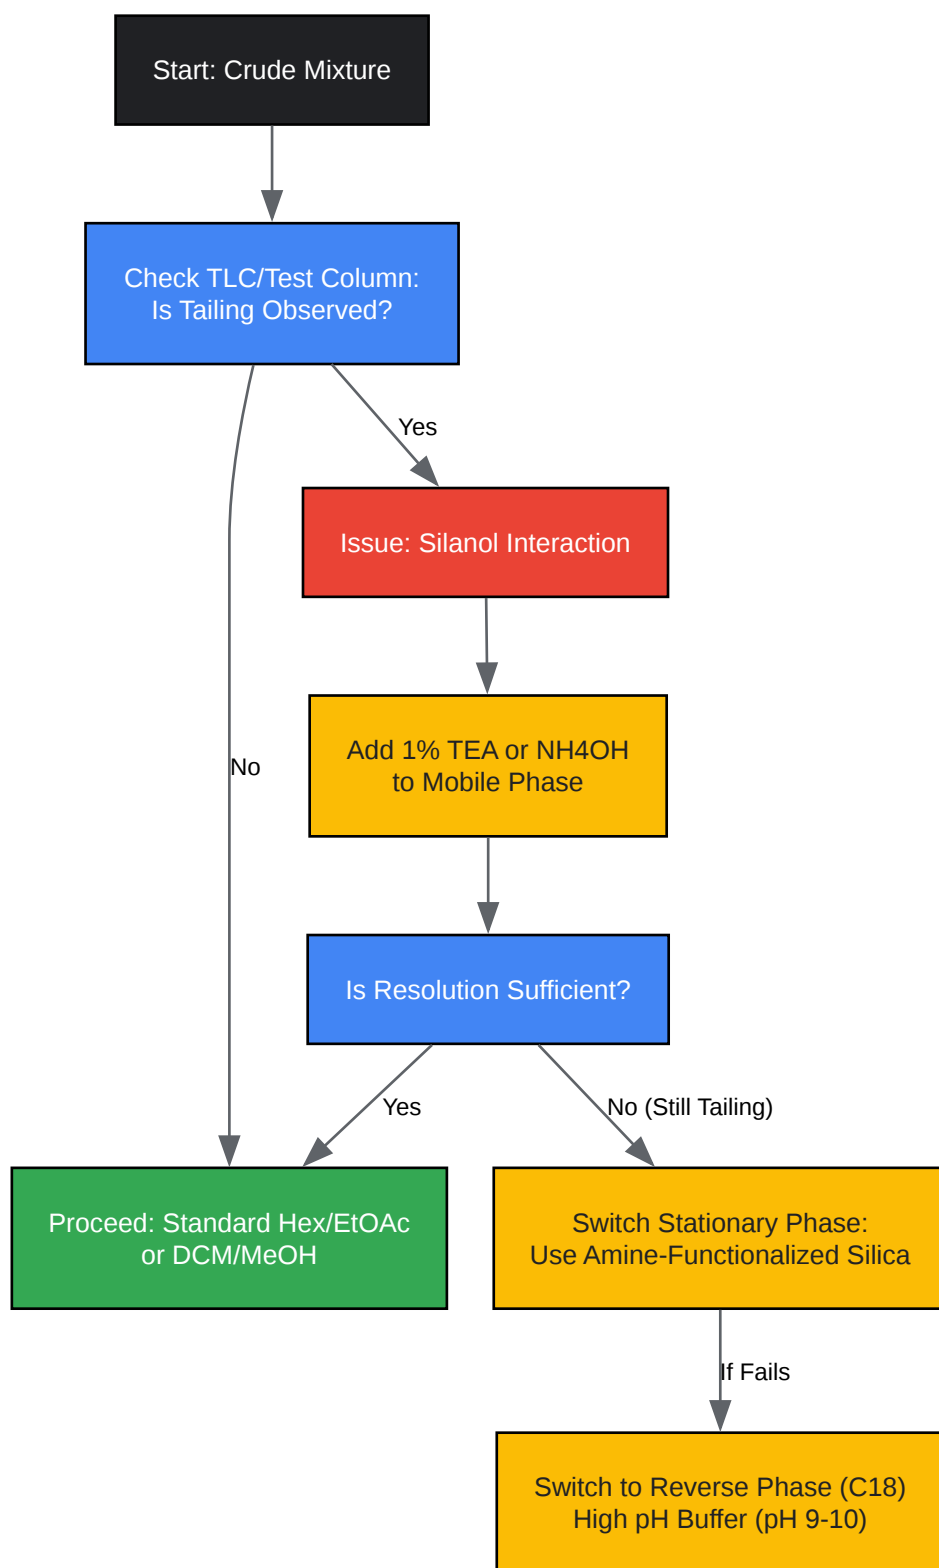 Start: Crude Mixture
Check TLC/Test Column:
Is Tailing Observed?
Yes
Issue: Silanol Interaction
Add 1% TEA or NH4OH
to Mobile Phase
No
Is Resolution Sufficient?
Yes
No (Still Tailing)
Proceed: Standard Hex/EtOAc
or DCM/MeOH
Switch Stationary Phase:
Use Amine-Functionalized Silica
If Fails
Switch to Reverse Phase (C18)
High pH Buffer (pH 9-10)